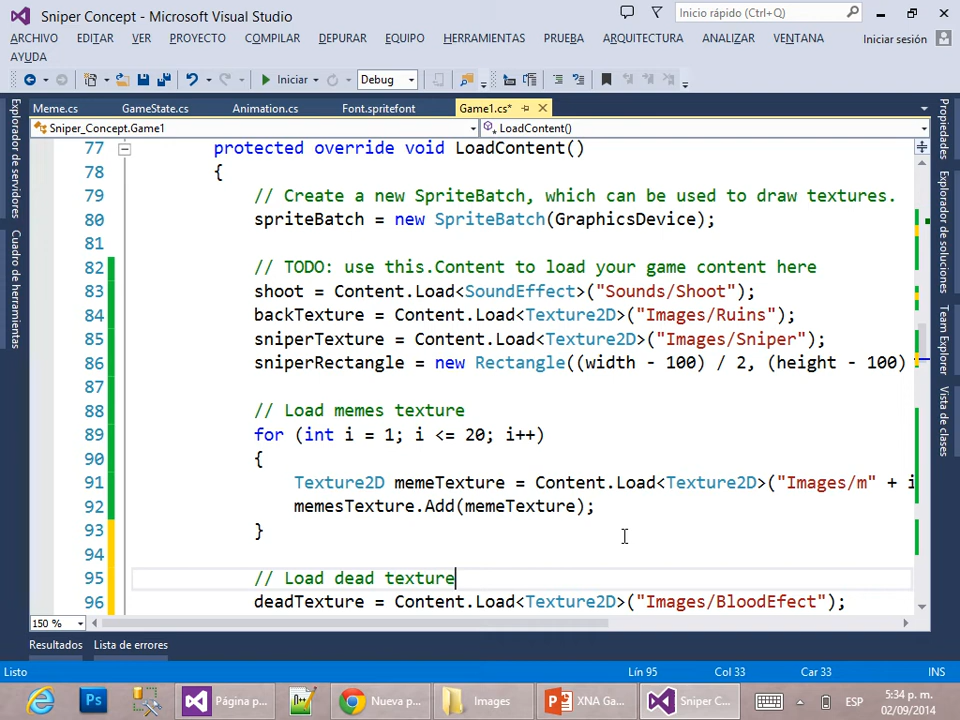 Sniper Concept - Microsoft Visual Studio
Inicio rápido (Ctrl+Q)
ARCHIVO EDITAR VER PROYECTO COMPILAR DEPURAR EQUIPO HERRAMIENTAS PRUEBA ARQUITECTURA ANALIZAR VENTANA Iniciar sesión
AYUDA
Iniciar Debug
Meme.cs GameState.cs Animation.cs Font.spritefont Game1.cs*
Sniper_Concept.Game1 LoadContent()
77 protected override void LoadContent()
78 {
79 // Create a new SpriteBatch, which can be used to draw textures.
80 spriteBatch = new SpriteBatch(GraphicsDevice);
81
82 // TODO: use this.Content to load your game content here
83 shoot = Content.Load<SoundEffect>("Sounds/Shoot");
84 backTexture = Content.Load<Texture2D>("Images/Ruins");
85 sniperTexture = Content.Load<Texture2D>("Images/Sniper");
86 sniperRectangle = new Rectangle((width - 100) / 2, (height - 100)
87
88 // Load memes texture
89 for (int i = 1; i <= 20; i++)
90 {
91 Texture2D memeTexture = Content.Load<Texture2D>("Images/m" + i
92 memesTexture.Add(memeTexture);
93 }
94
95 // Load dead texture
96 deadTexture = Content.Load<Texture2D>("Images/BloodEfect");
150 %
Explorador de servidores
Cuadro de herramientas
Propiedades
Explorador de soluciones
Team Explorer
Vista de clases
Resultados Lista de errores
Listo Lín 95 Col 33 Car 33 INS
Página p... Nueva p... Images XNA Ga... Sniper C... ESP 5:34 p. m.
02/09/2014